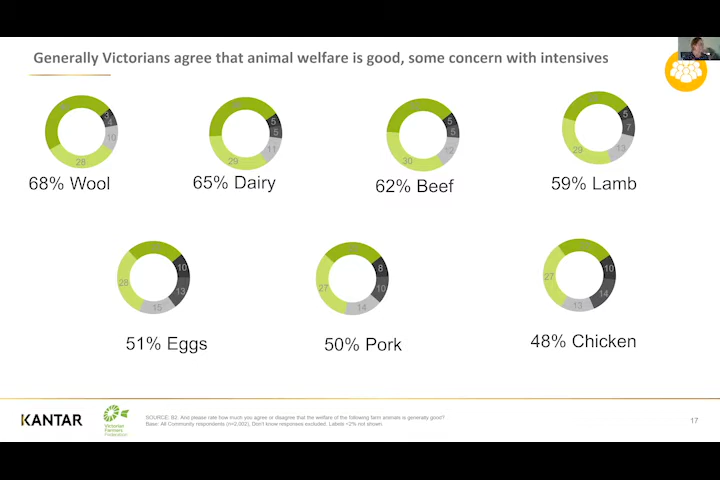 Generally Victorians agree that animal welfare is good, some concern with intensives
3
4
10
28
68% Wool
5
5
11
29
65% Dairy
5
5
12
30
62% Beef
5
7
13
29
59% Lamb
10
13
15
28
51% Eggs
8
10
14
27
50% Pork
10
14
13
27
48% Chicken
KANTAR
Victorian
Farmers
Federation
SOURCE: B2. And please rate how much you agree or disagree that the welfare of the following farm animals is generally good?
Base: All Community respondents (n=2,002), Don't know responses excluded. Labels <2% not shown.
17